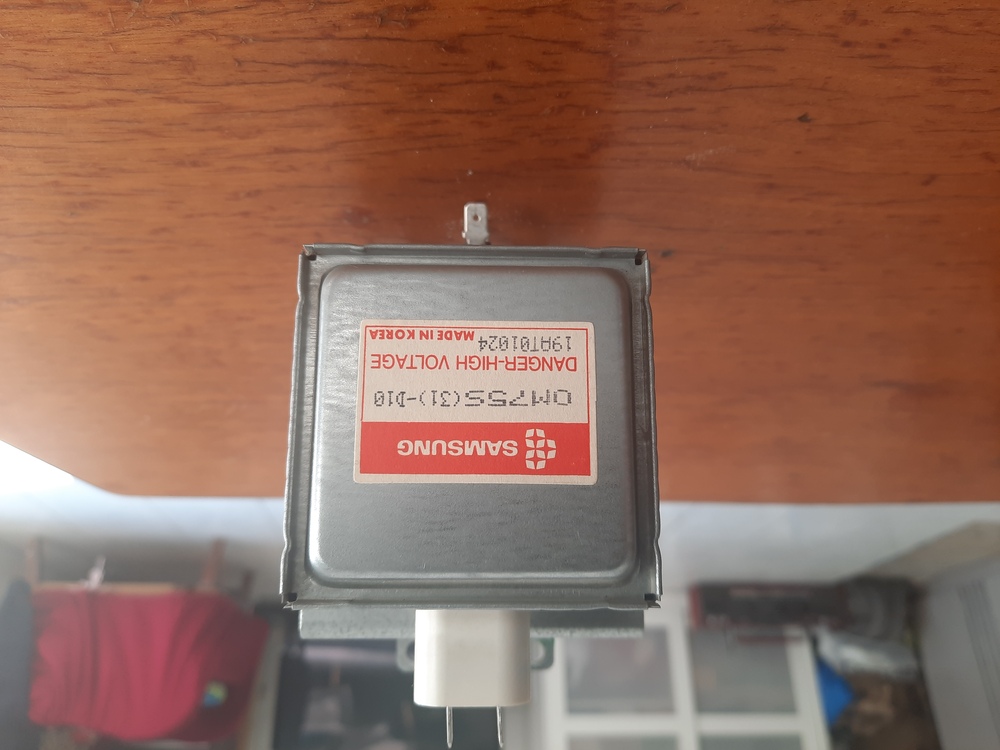 SAMSUNG
OM75S(31)-D10
DANGER-HIGH VOLTAGE
19AT01024
MADE IN KOREA